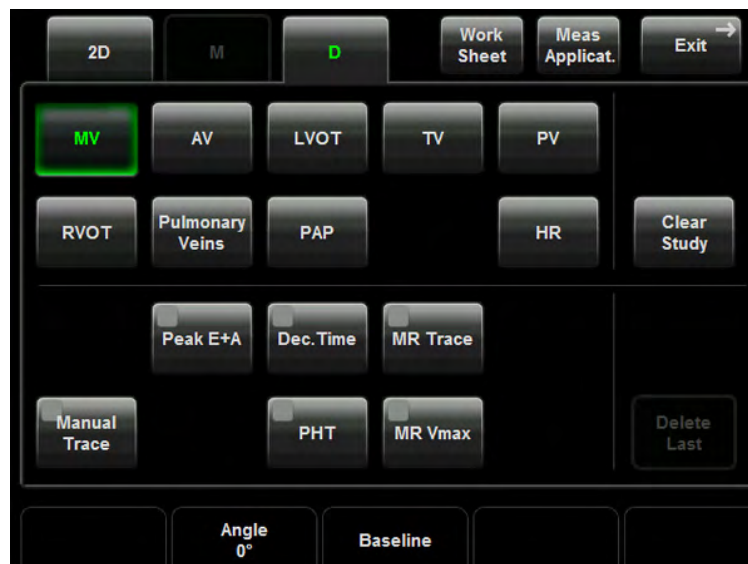 2D
M
D
Work
Sheet
Meas
Applicat.
Exit
MV
AV
LVOT
TV
PV
RVOT
Pulmonary
Veins
PAP
HR
Clear
Study
Peak E+A
Dec.Time
MR Trace
Manual
Trace
PHT
MR Vmax
Delete
Last
Angle
0°
Baseline